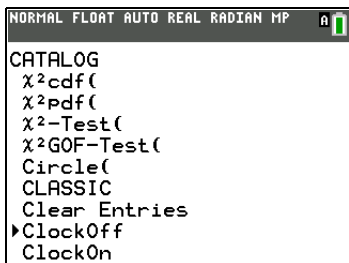 NORMAL FLOAT AUTO REAL RADIAN MP A
CATALOG
χ²cdf(
χ²pdf(
χ²-Test(
χ²GOF-Test(
Circle(
CLASSIC
Clear Entries
▶ClockOff
ClockOn